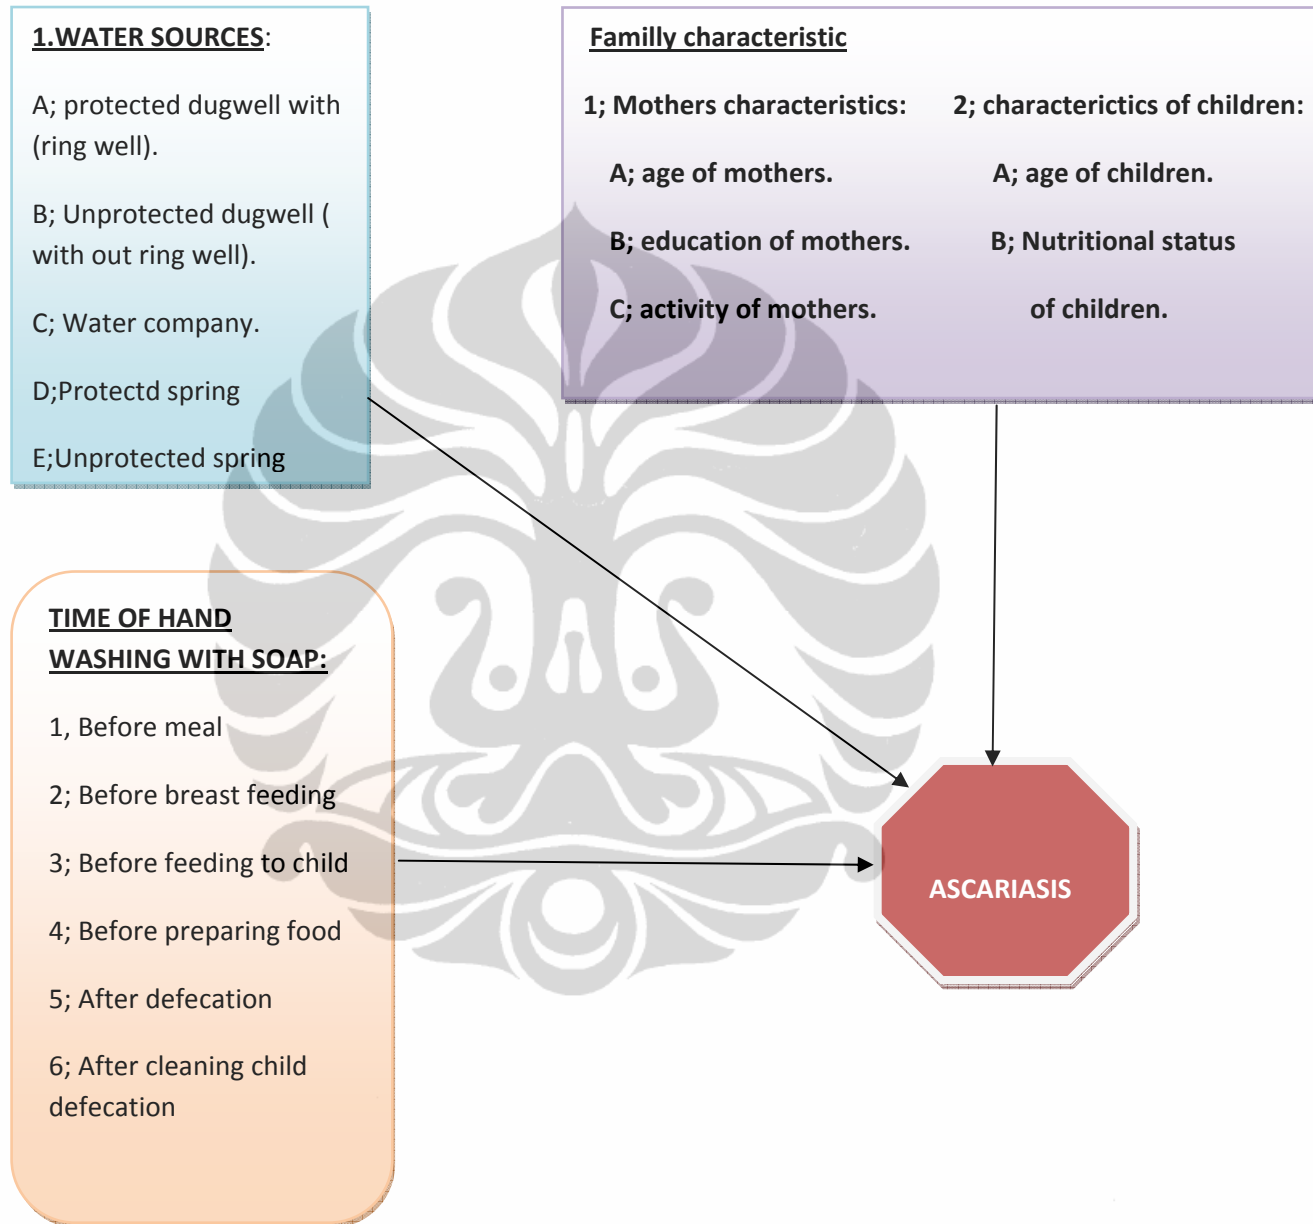 1.WATER SOURCES:
A; protected dugwell with
(ring well).
B; Unprotected dugwell (
with out ring well).
C; Water company.
D;Protectd spring
E;Unprotected spring
Familly characteristic
1; Mothers characteristics: 2; characterictics of children:
A; age of mothers. A; age of children.
B; education of mothers. B; Nutritional status
C; activity of mothers. of children.
TIME OF HAND
WASHING WITH SOAP:
1, Before meal
2; Before breast feeding
3; Before feeding to child
4; Before preparing food
5; After defecation
6; After cleaning child
defecation
ASCARIASIS